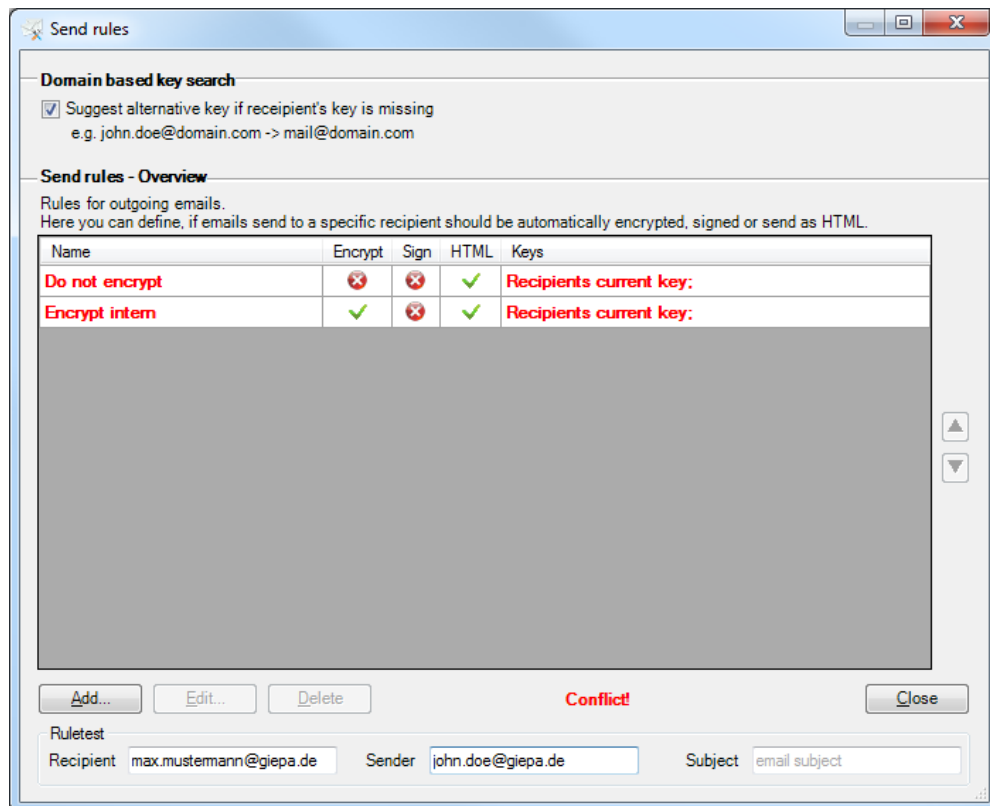 Send rules
Domain based key search
Suggest alternative key if receipient's key is missing
e.g. john.doe@domain.com -> mail@domain.com
Send rules - Overview
Rules for outgoing emails.
Here you can define, if emails send to a specific recipient should be automatically encrypted, signed or send as HTML.
Name Encrypt Sign HTML Keys
Do not encrypt Recipients current key;
Encrypt intern Recipients current key;
Add... Edit... Delete Conflict! Close
Ruletest
Recipient max.mustermann@giepa.de Sender john.doe@giepa.de Subject email subject